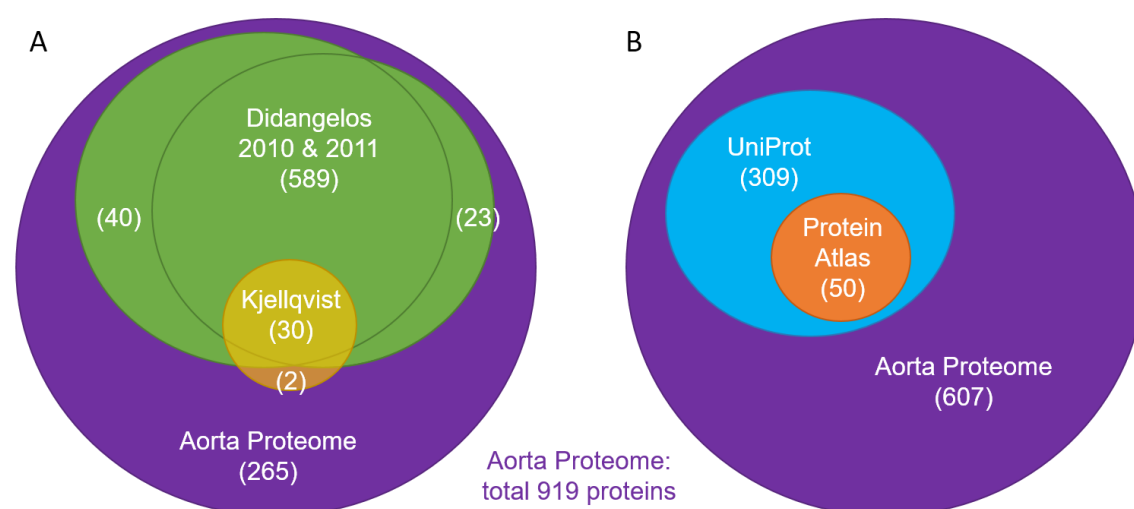 A
Didangelos
2010 & 2011
(589)
(40)
(23)
Kjellqvist
(30)
(2)
Aorta Proteome
(265)
B
UniProt
(309)
Protein
Atlas
(50)
Aorta Proteome
(607)
Aorta Proteome:
total 919 proteins